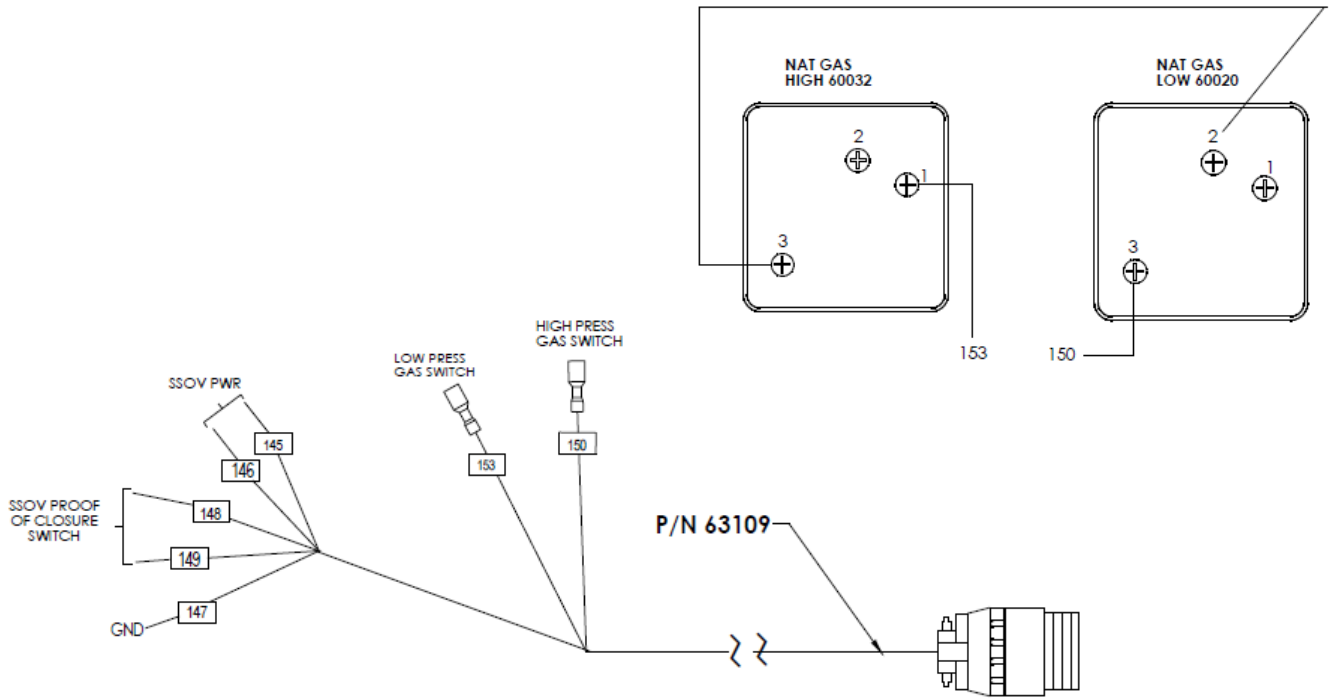 NAT GAS
HIGH 60032
NAT GAS
LOW 60020
2
1
3
2
1
3
153
150
HIGH PRESS
GAS SWITCH
LOW PRESS
GAS SWITCH
SSOV PWR
145
146
150
153
SSOV PROOF
OF CLOSURE
SWITCH
148
149
147
GND
P/N 63109